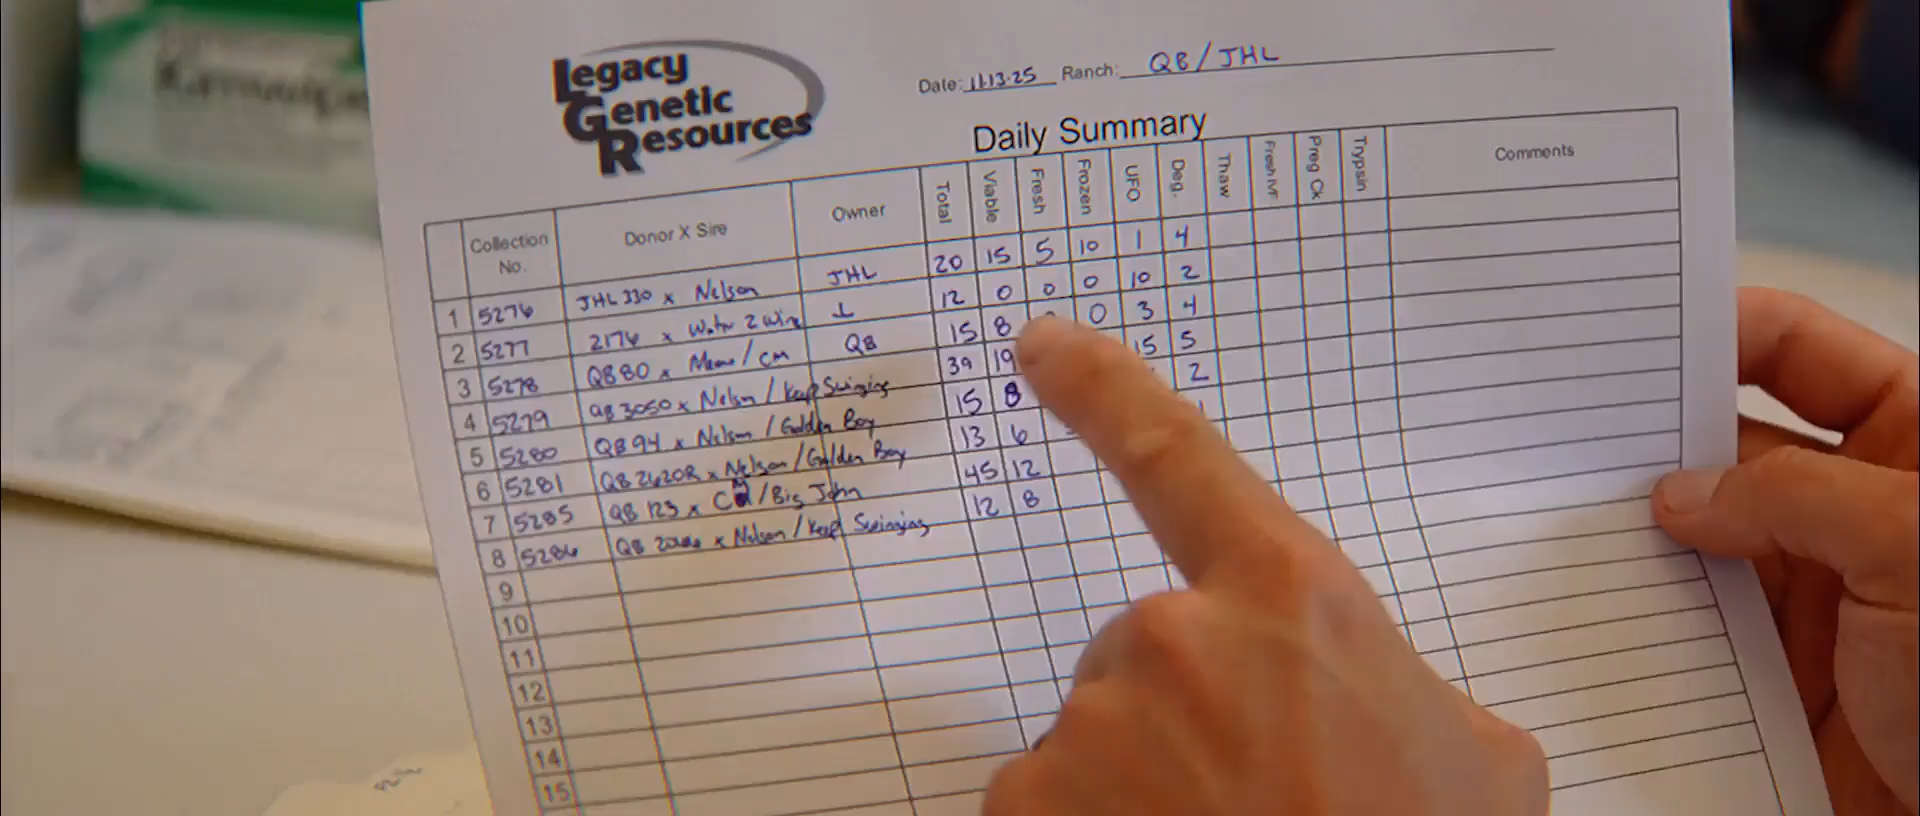 Legacy
Genetic
Resources
Date: 11.13.25 Ranch: QB/JHL
Daily Summary
Collection No. Donor X Sire Owner Total Viable Fresh Frozen UFO Deg. Thaw Fresh IVF Preg Ck Trypsin Comments
1 5276 JHL 330 x Nelson JHL 20 15 5 10 1 4
2 5277 2176 x Water 2 Wine ⊥ 12 0 0 0 10 2
3 5278 QB 80 x / CM QB 15 8 0 3 4
4 5279 QB 3050 x Nelson / Keep Swinging 39 19 15 5
5 5280 QB 94 x Nelson / Golden Boy 15 8 2
6 5281 QB 2620R x Nelson / Golden Boy 13 6 1
7 5285 QB 123 x CM / Big John 45 12
8 5286 QB x Nelson / Keep Swinging 12 8
9
10
11
12
13
14
15